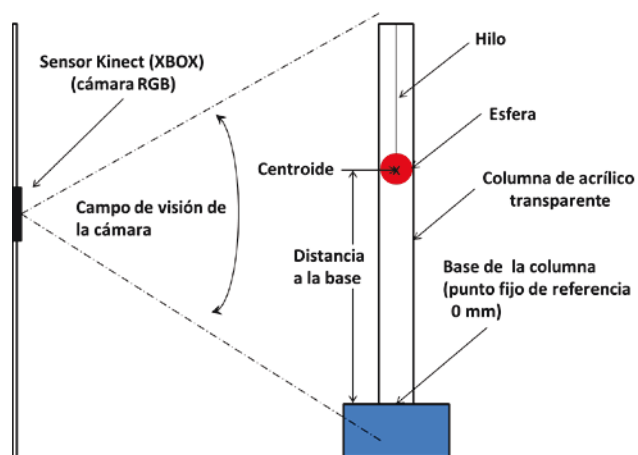 Sensor Kinect (XBOX)
(cámara RGB)
Hilo
Esfera
Centroide
Columna de acrílico
transparente
Campo de visión de
la cámara
Distancia
a la base
Base de la columna
(punto fijo de referencia
0 mm)